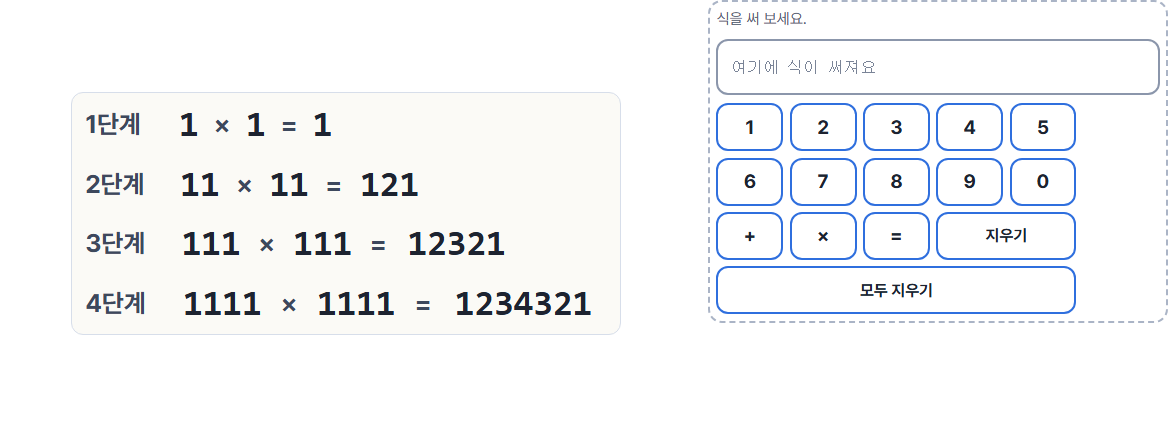 1단계 1 × 1 = 1
2단계 11 × 11 = 121
3단계 111 × 111 = 12321
4단계 1111 × 1111 = 1234321
식을 써 보세요.
여기에 식이 써져요
1 2 3 4 5
6 7 8 9 0
+ × = 지우기
모두 지우기